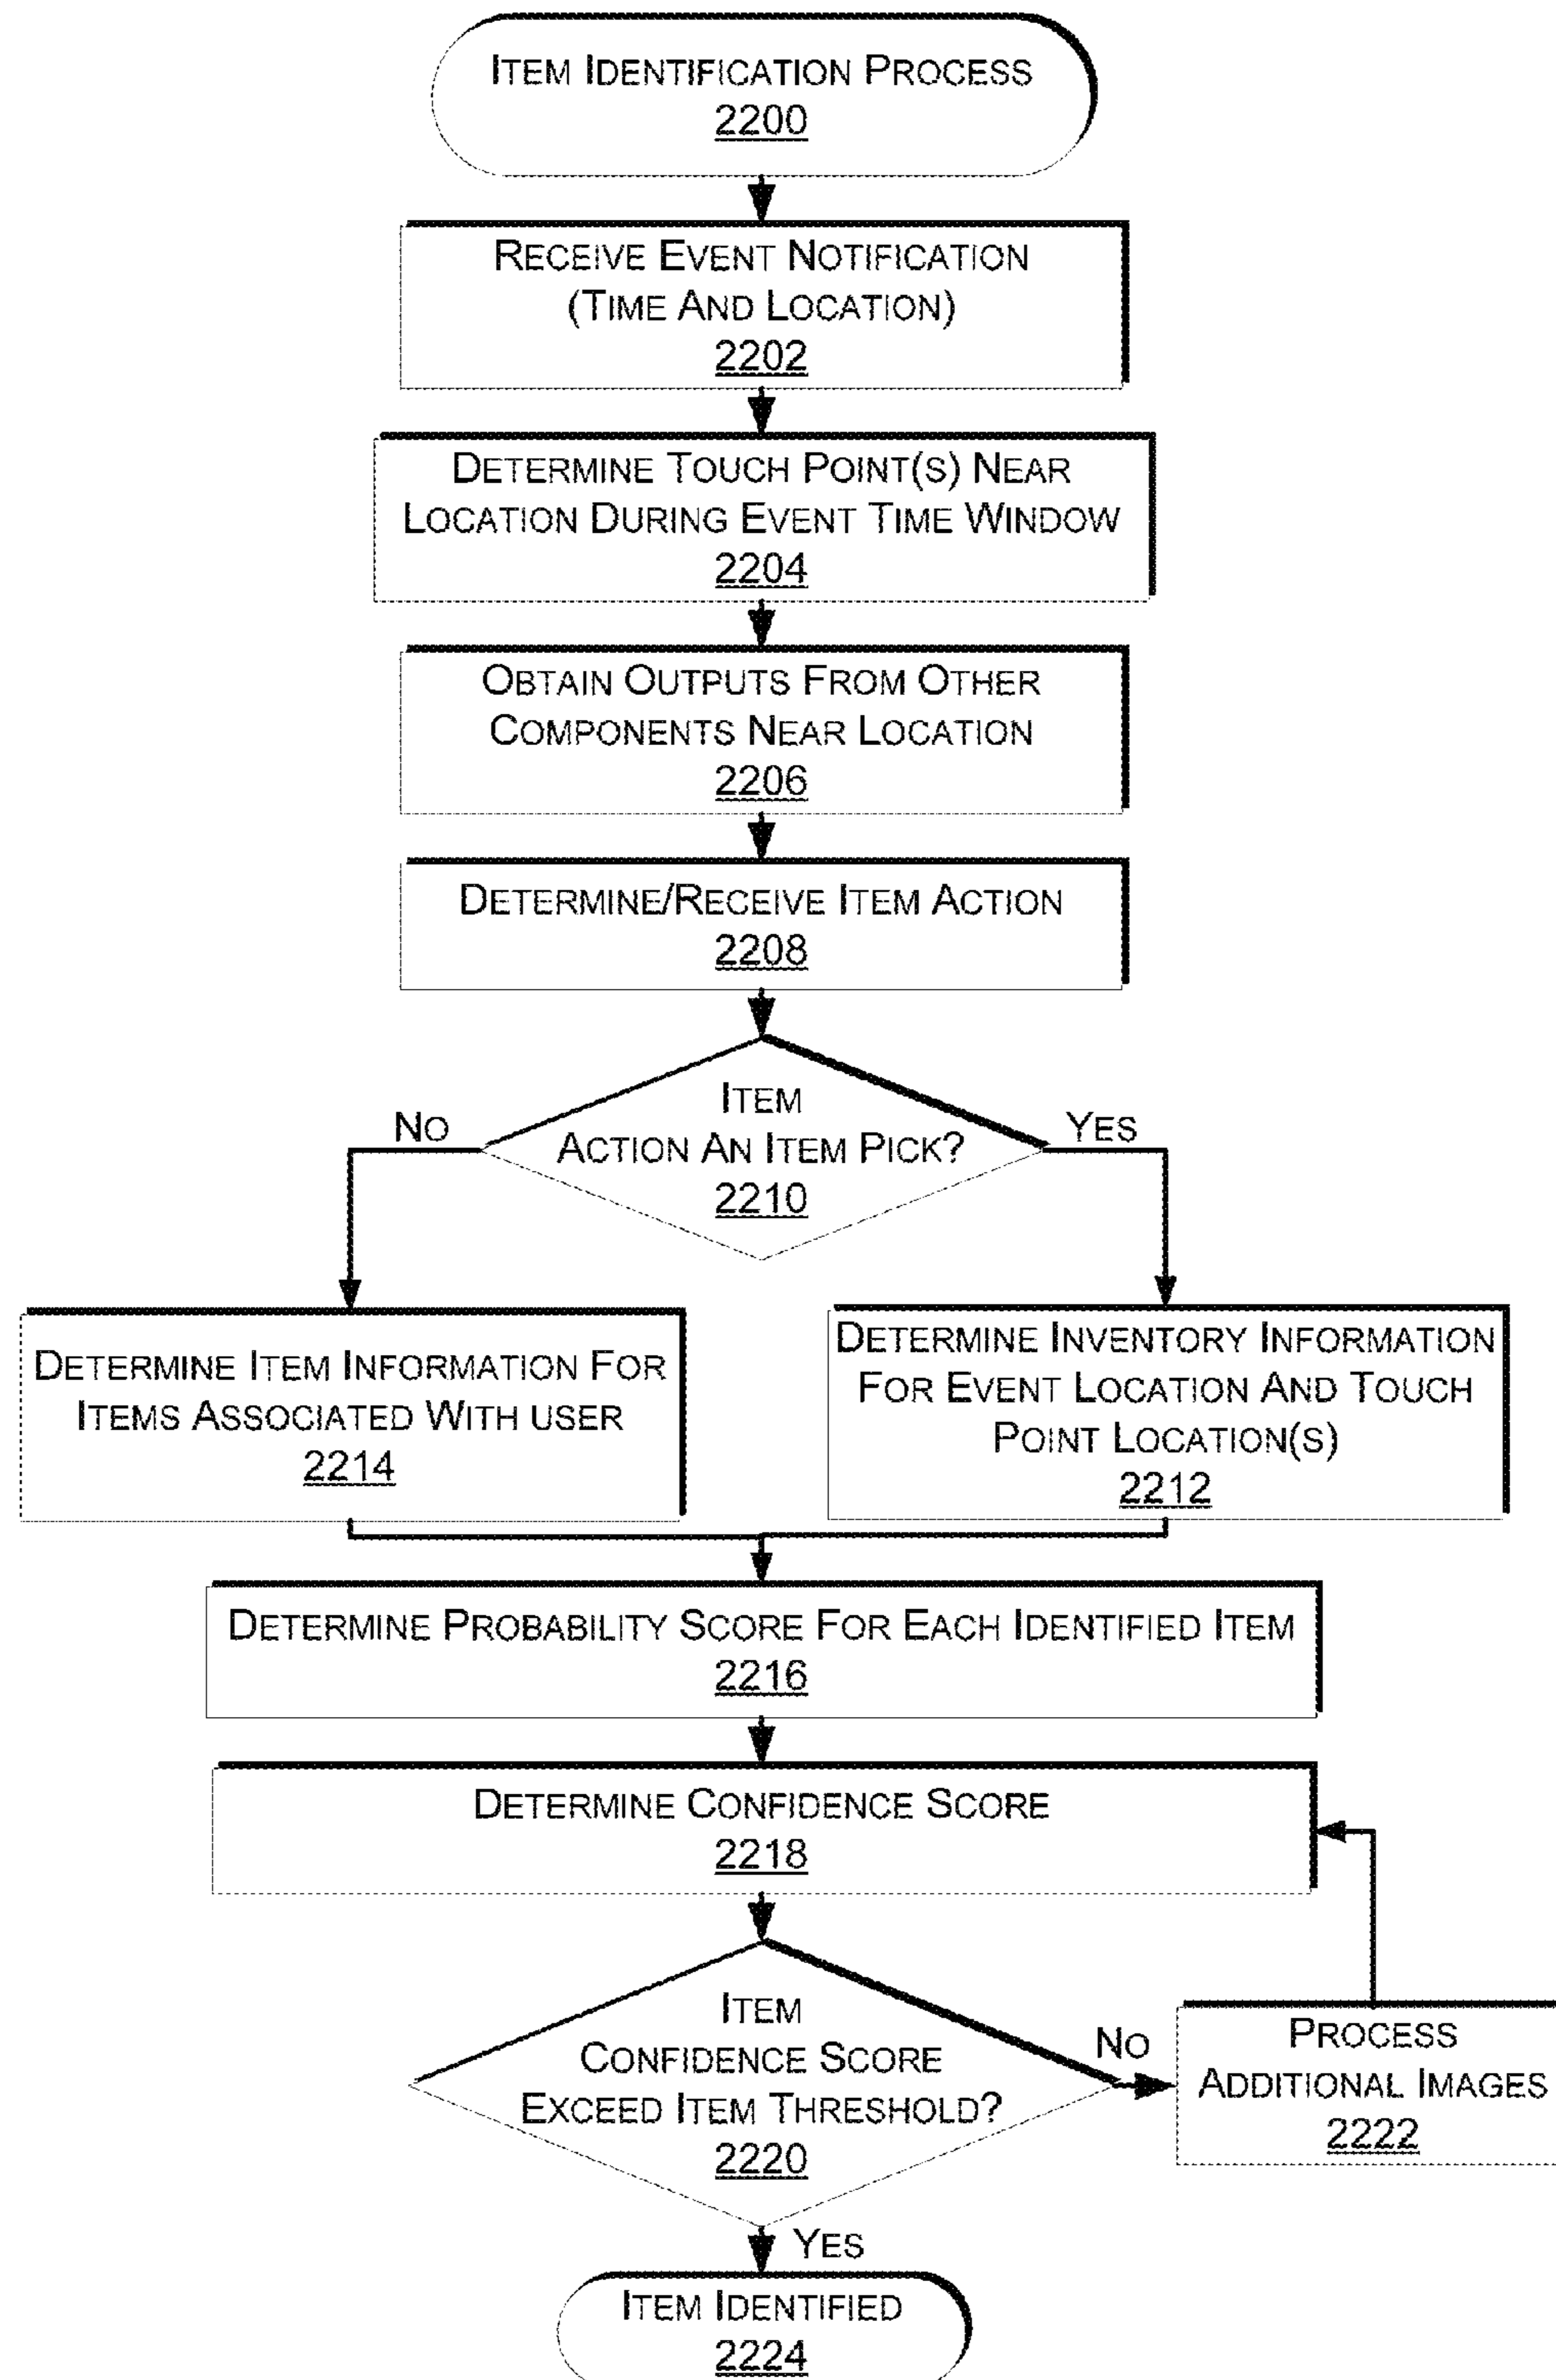 ITEM IDENTIFICATION PROCESS
2200
RECEIVE EVENT NOTIFICATION
(TIME AND LOCATION)
2202
DETERMINE TOUCH POINT(S) NEAR
LOCATION DURING EVENT TIME WINDOW
2204
OBTAIN OUTPUTS FROM OTHER
COMPONENTS NEAR LOCATION
2206
DETERMINE/RECEIVE ITEM ACTION
2208
ITEM
ACTION AN ITEM PICK?
2210
NO
YES
DETERMINE ITEM INFORMATION FOR
ITEMS ASSOCIATED WITH USER
2214
DETERMINE INVENTORY INFORMATION
FOR EVENT LOCATION AND TOUCH
POINT LOCATION(S)
2212
DETERMINE PROBABILITY SCORE FOR EACH IDENTIFIED ITEM
2216
DETERMINE CONFIDENCE SCORE
2218
ITEM
CONFIDENCE SCORE
EXCEED ITEM THRESHOLD?
2220
NO
PROCESS
ADDITIONAL IMAGES
2222
YES
ITEM IDENTIFIED
2224